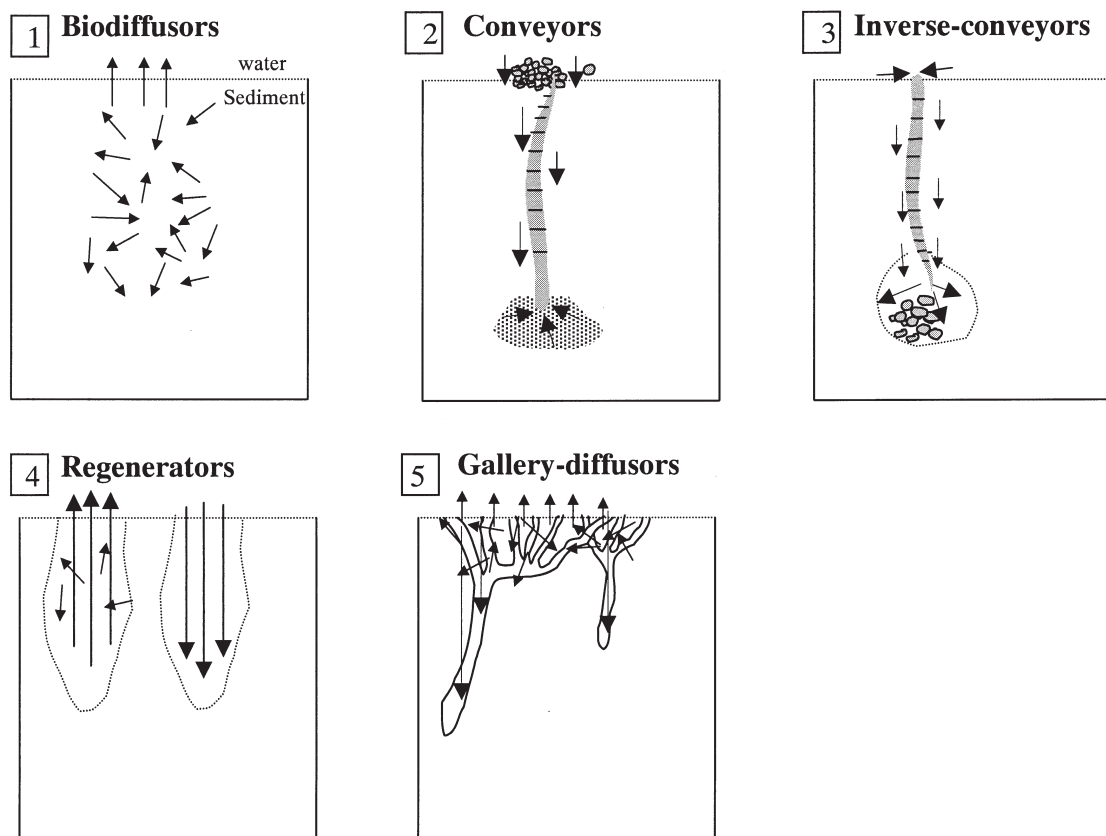 1 Biodiffusors
water
Sediment
2 Conveyors
3 Inverse-conveyors
4 Regenerators
5 Gallery-diffusors